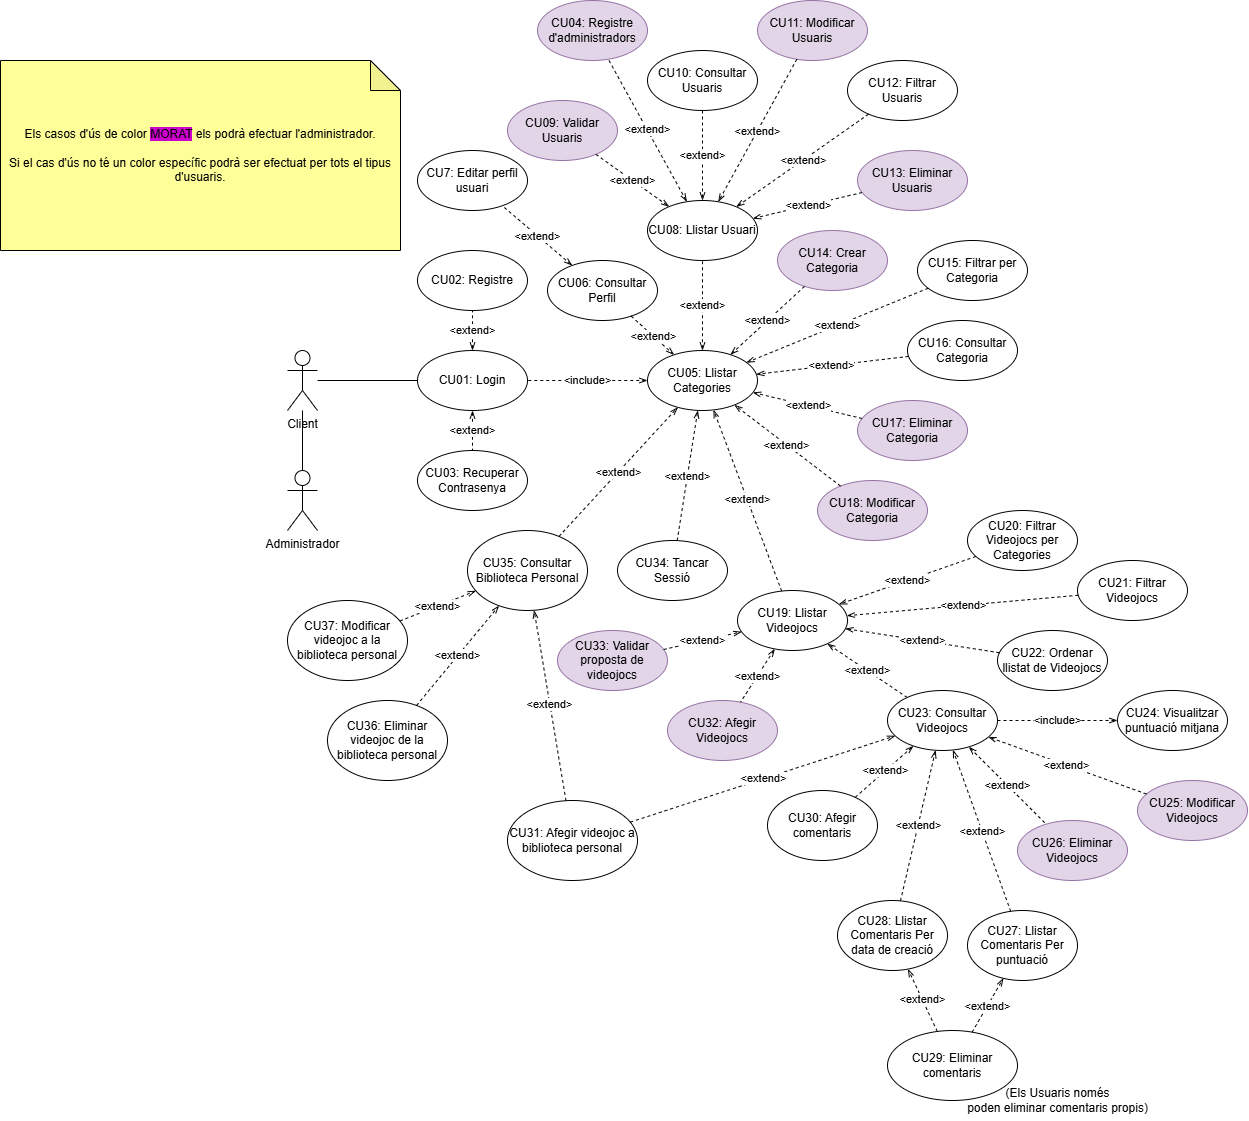 CU04: Registre
d'administradors
CU11: Modificar
Usuaris
CU10: Consultar
Usuaris
CU12: Filtrar
Usuaris
Els casos d'ús de color MORAT els podrà efectuar l'administrador.
Si el cas d'ús no té un color específic podrà ser efectuat per tots el tipus
d'usuaris.
CU09: Validar
Usuaris
<extend>
<extend>
<extend>
<extend>
CU7: Editar perfil
usuari
<extend>
CU13: Eliminar
Usuaris
<extend>
CU08: Llistar Usuari
<extend>
CU14: Crear
Categoria
CU15: Filtrar per
Categoria
CU02: Registre
CU06: Consultar
Perfil
<extend>
<extend>
<extend>
<extend>
<extend>
CU16: Consultar
Categoria
Client
CU01: Login
<include>
CU05: Llistar
Categories
<extend>
<extend>
CU17: Eliminar
Categoria
<extend>
CU03: Recuperar
Contrasenya
<extend>
<extend>
<extend>
<extend>
CU18: Modificar
Categoria
Administrador
CU35: Consultar
Biblioteca Personal
CU34: Tancar
Sessió
CU20: Filtrar
Videojocs per
Categories
<extend>
CU21: Filtrar
Videojocs
<extend>
CU37: Modificar
videojoc a la
biblioteca personal
<extend>
CU19: Llistar
Videojocs
<extend>
CU22: Ordenar
llistat de Videojocs
CU33: Validar
proposta de
videojocs
<extend>
<extend>
<extend>
<extend>
CU36: Eliminar
videojoc de la
biblioteca personal
<extend>
CU32: Afegir
Videojocs
CU23: Consultar
Videojocs
<include>
CU24: Visualitzar
puntuació mitjana
<extend>
<extend>
<extend>
<extend>
CU25: Modificar
Videojocs
CU31: Afegir videojoc a
biblioteca personal
CU30: Afegir
comentaris
<extend>
<extend>
CU26: Eliminar
Videojocs
CU28: Llistar
Comentaris Per
data de creació
CU27: Llistar
Comentaris Per
puntuació
<extend>
<extend>
CU29: Eliminar
comentaris
(Els Usuaris només
poden eliminar comentaris propis)